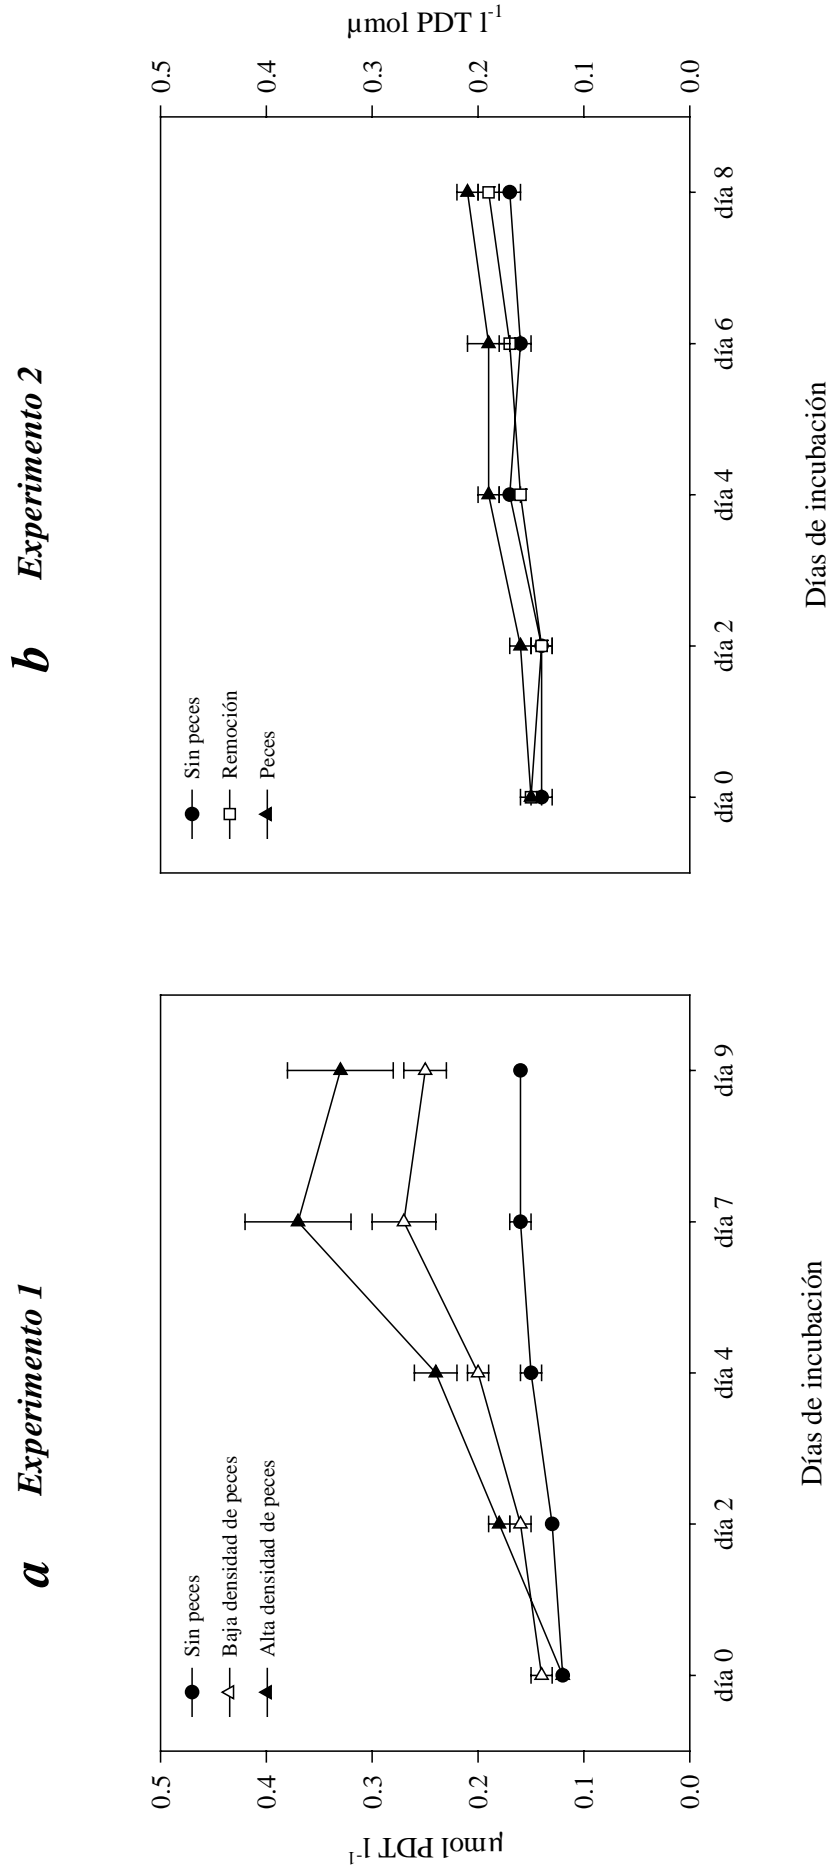 a Experimento 1
0.5
0.4
0.3
0.2
0.1
0.0
µmol PDT l-1
Sin peces
Baja densidad de peces
Alta densidad de peces
día 0
día 2
día 4
día 7
día 9
Días de incubación
b Experimento 2
Sin peces
Remoción
Peces
0.5
0.4
0.3
0.2
0.1
0.0
µmol PDT l-1
día 0
día 2
día 4
día 6
día 8
Días de incubación